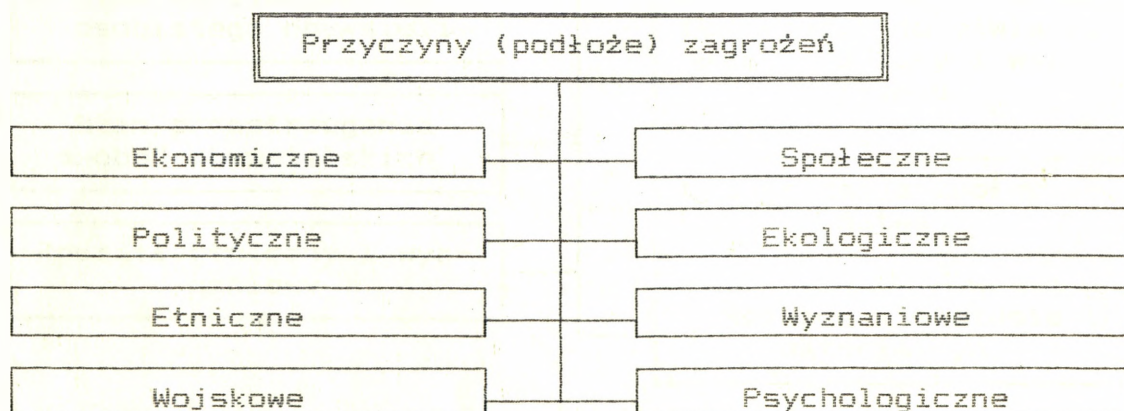 Przyczyny (podłoże) zagrożeń
Ekonomiczne
Społeczne
Polityczne
Ekologiczne
Etniczne
Wyznaniowe
Wojskowe
Psychologiczne